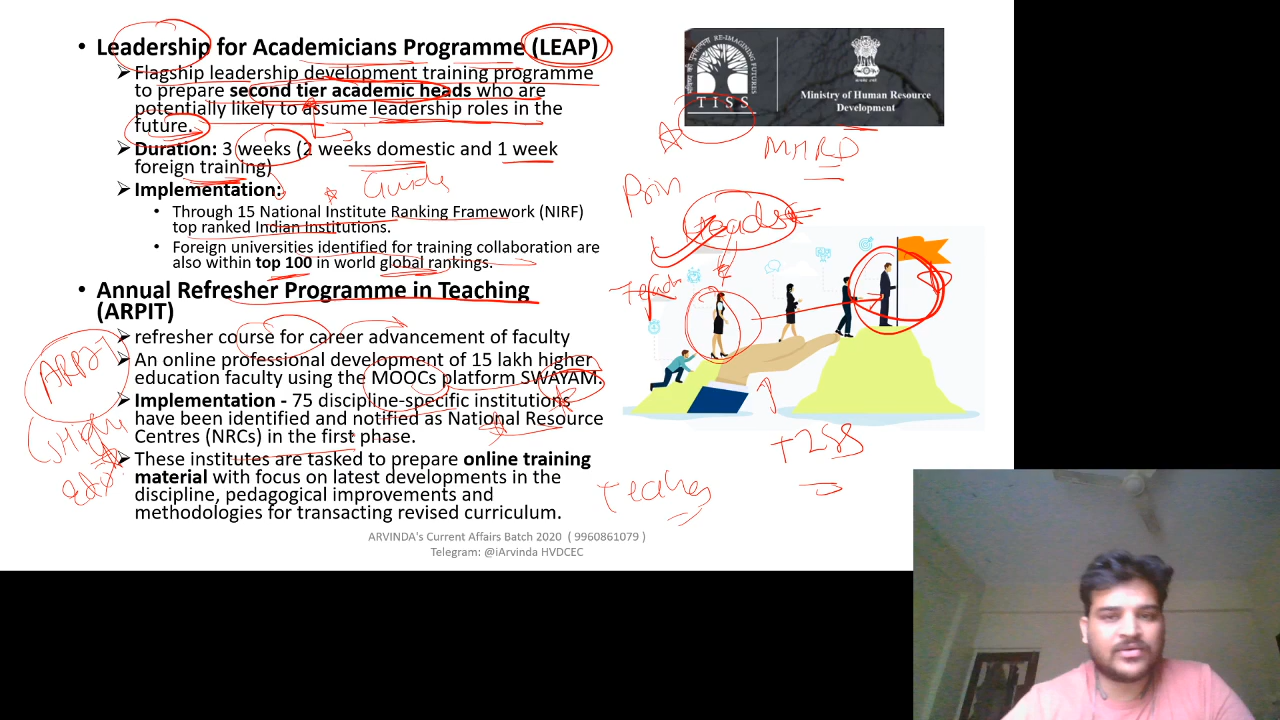 • Leadership for Academicians Programme (LEAP)
➤Flagship leadership development training programme
to prepare second tier academic heads who are
potentially likely to assume leadership roles in the
future.
➤Duration: 3 weeks (2 weeks domestic and 1 week
foreign training)
➤Implementation:
• Through 15 National Institute Ranking Framework (NIRF)
top ranked Indian institutions.
• Foreign universities identified for training collaboration are
also within top 100 in world global rankings.
• Annual Refresher Programme in Teaching
(ARPIT)
➤refresher course for career advancement of faculty
➤An online professional development of 15 lakh higher
education faculty using the MOOCs platform SWAYAM.
➤Implementation - 75 discipline-specific institutions
have been identified and notified as National Resource
Centres (NRCs) in the first phase.
➤These institutes are tasked to prepare online training
material with focus on latest developments in the
discipline, pedagogical improvements and
methodologies for transacting revised curriculum.
RE-IMAGINING FUTURES
TISS
Ministry of Human Resource
Development
MHRD
Guide
Prin
Heads
ARPIT
TISS
Teaches
ARVINDA's Current Affairs Batch 2020 ( 9960861079 )
Telegram: @iArvinda HVDCEC